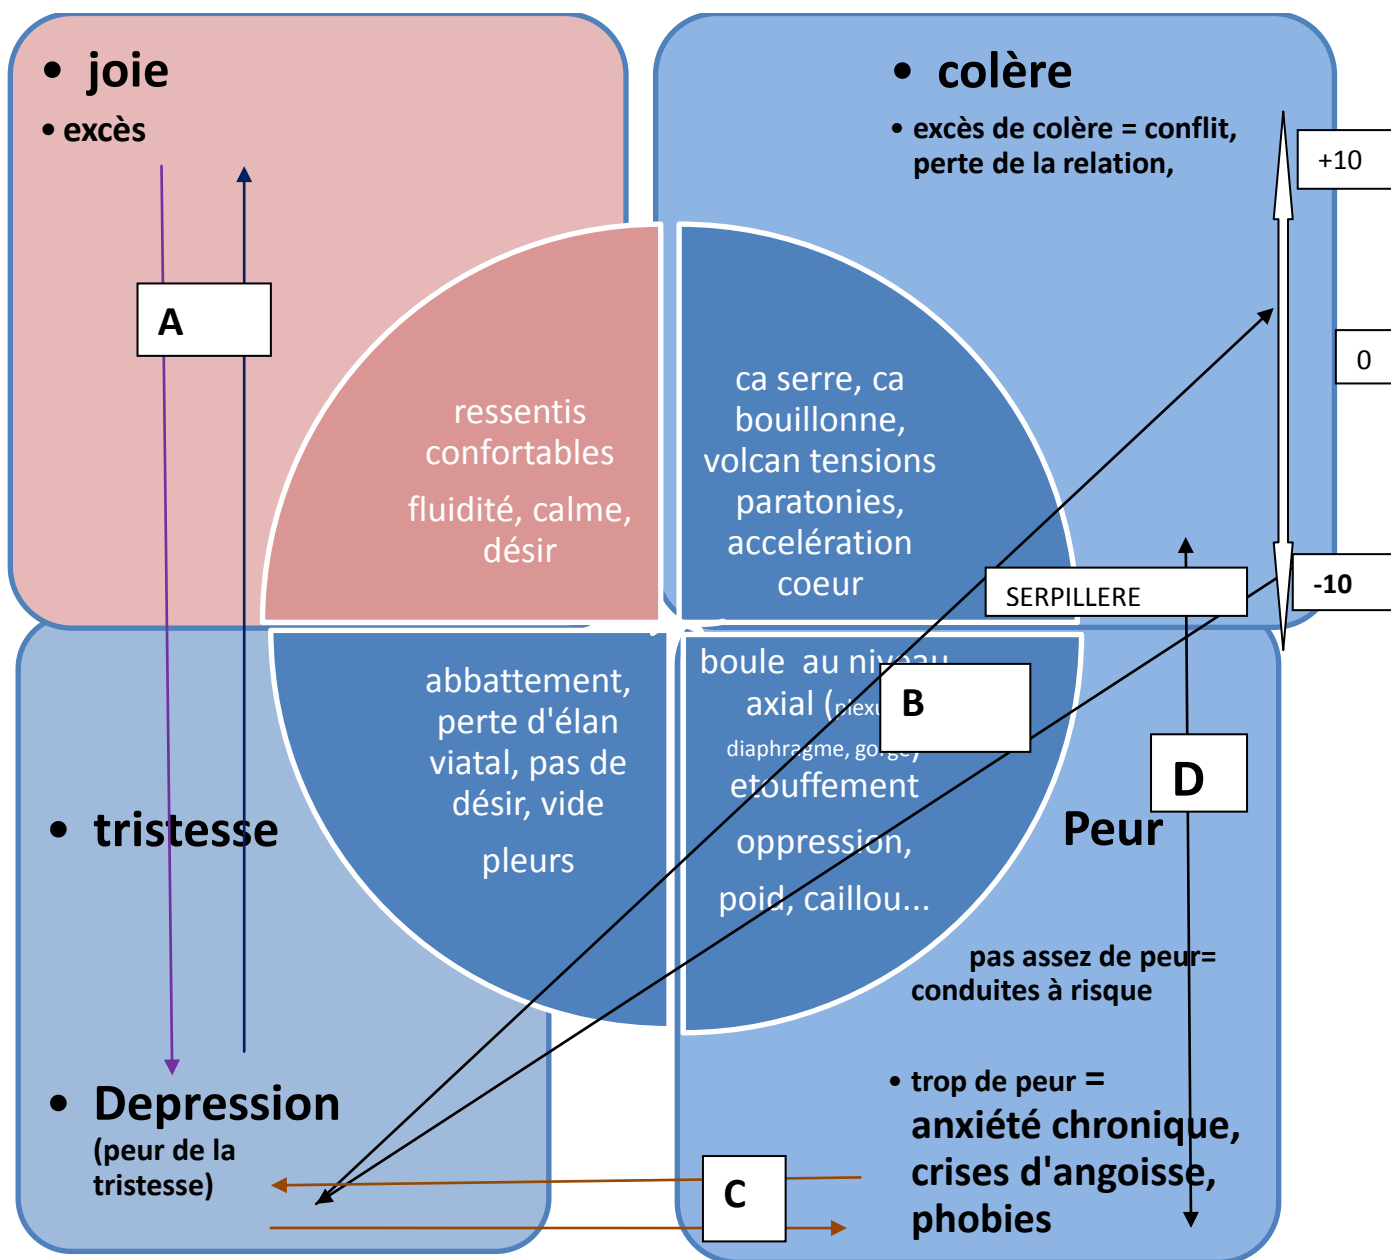 • joie
• excès
A
ressentis
confortables
fluidité, calme,
désir
• colère
• excès de colère = conflit,
perte de la relation,
+10
0
-10
ca serre, ca
bouillonne,
volcan tensions
paratonies,
accelération
coeur
SERPILLERE
• tristesse
abbattement,
perte d'élan
viatal, pas de
désir, vide
pleurs
• Depression
(peur de la
tristesse)
boule au niveau
axial (
diaphragme, gorge)
etouffement
oppression,
poid, caillou...
B
D
Peur
pas assez de peur=
conduites à risque
• trop de peur =
anxiété chronique,
crises d'angoisse,
phobies
C